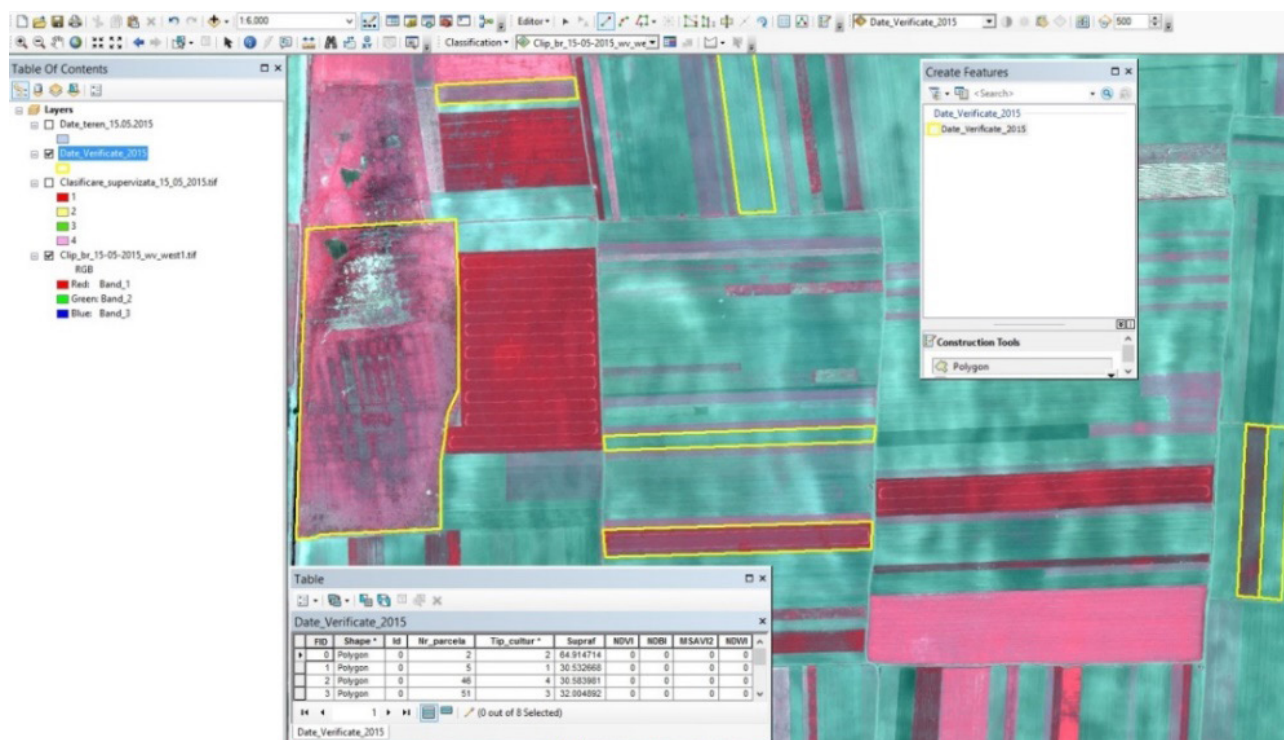 1:6,000 Editor Date_Verificate_2015 500
Classification Clip_br_15-05-2015_wv_we
Table Of Contents
Layers
Date_teren_15.05.2015
Date_Verificate_2015
Clasificare_supervizata_15_05_2015.tif
1
2
3
4
Clip_br_15-05-2015_wv_west1.tif
RGB
Red: Band_1
Green: Band_2
Blue: Band_3
Create Features
<Search>
Date_Verificate_2015
Date_Verificate_2015
Construction Tools
Polygon
Table
Date_Verificate_2015
FID Shape * Id Nr_parcela Tip_cultur * Supraf NDVI NDBI MSAVI2 NDWI
0 Polygon 0 2 2 64.914714 0 0 0 0
1 Polygon 0 5 1 30.532668 0 0 0 0
2 Polygon 0 46 4 30.583981 0 0 0 0
3 Polygon 0 51 3 32.004892 0 0 0 0
1 (0 out of 8 Selected)
Date_Verificate_2015